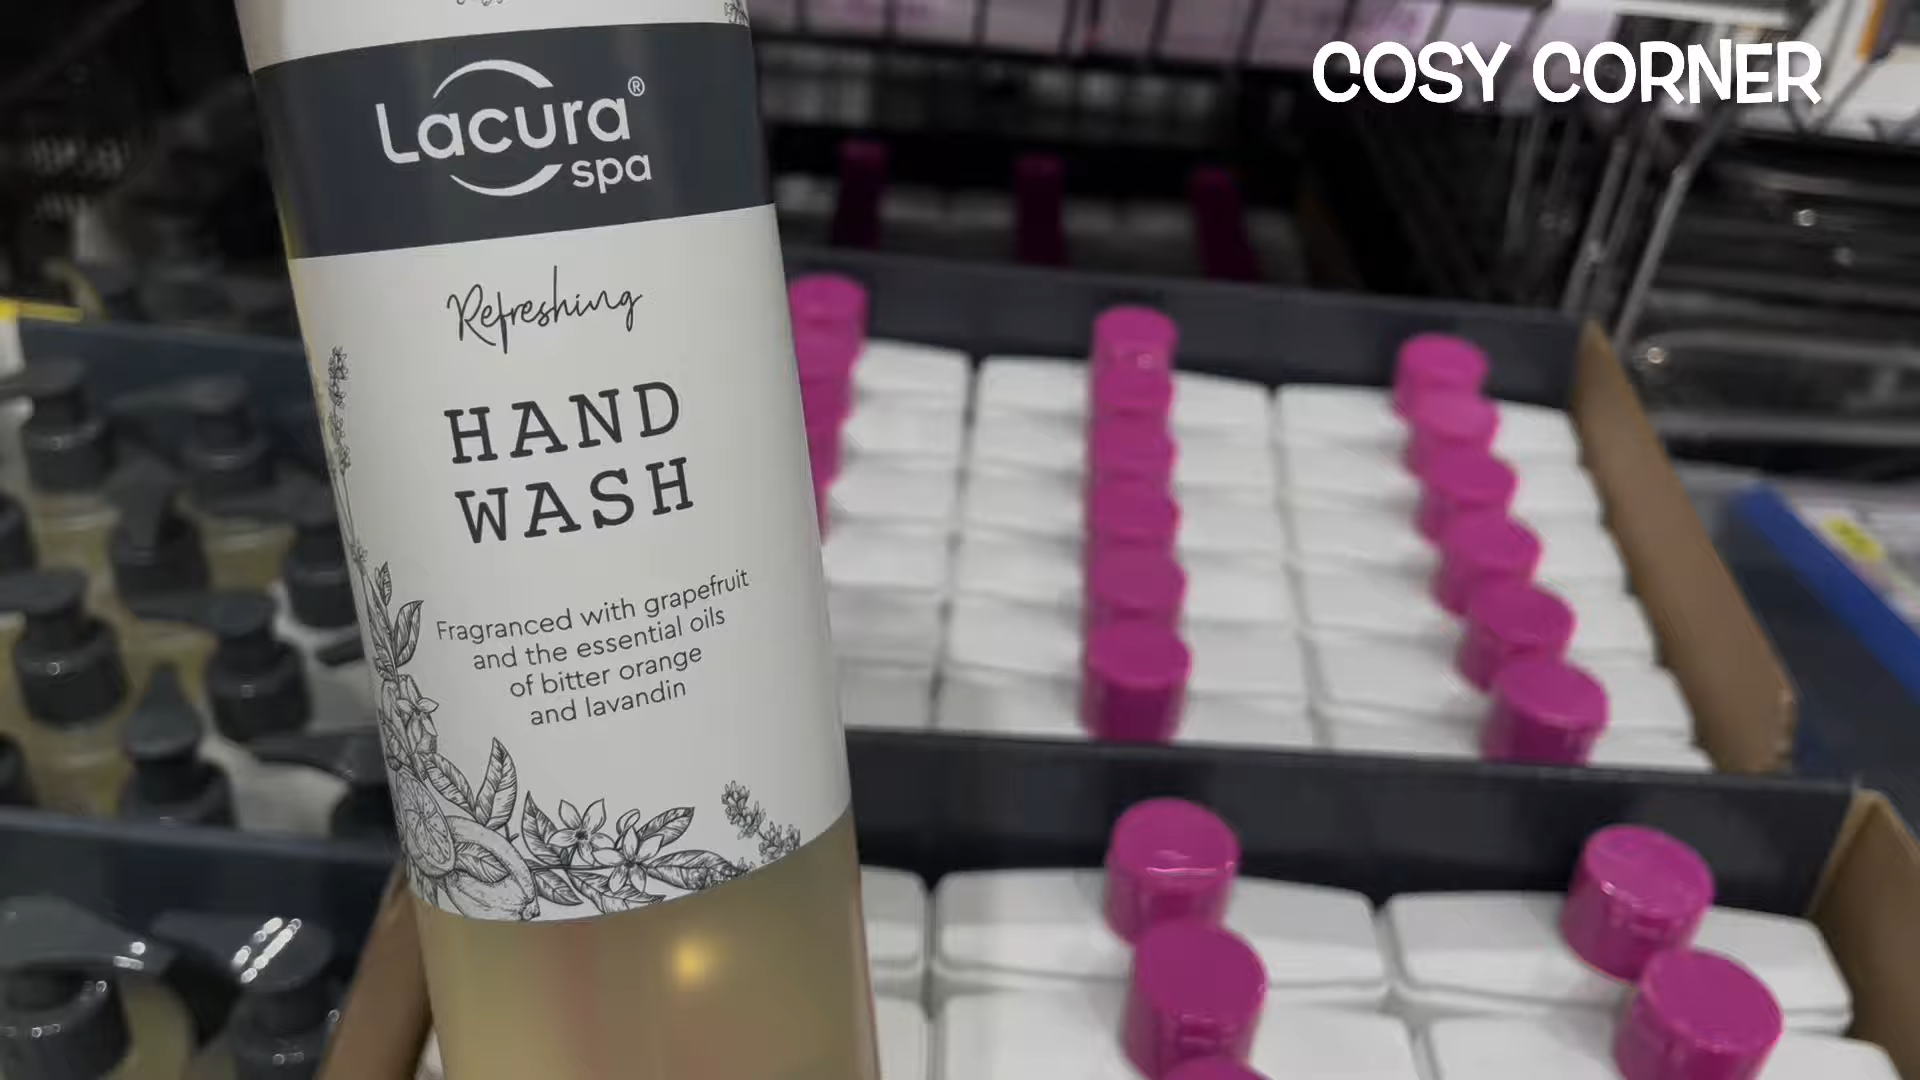 COSY CORNER
Lacura®
spa
Refreshing
HAND
WASH
Fragranced with grapefruit
and the essential oils
of bitter orange
and lavandin